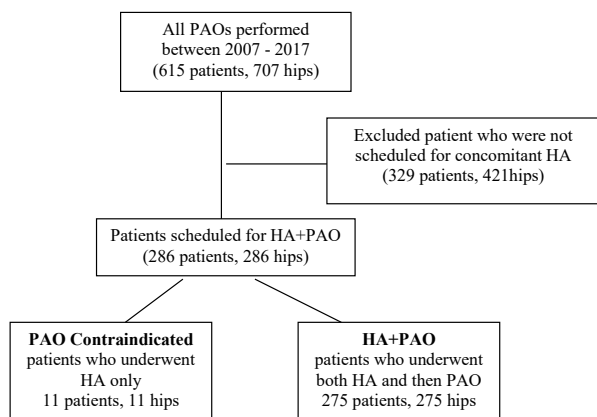 All PAOs performed
between 2007 - 2017
(615 patients, 707 hips)
Excluded patient who were not
scheduled for concomitant HA
(329 patients, 421hips)
Patients scheduled for HA+PAO
(286 patients, 286 hips)
PAO Contraindicated
patients who underwent
HA only
11 patients, 11 hips
HA+PAO
patients who underwent
both HA and then PAO
275 patients, 275 hips